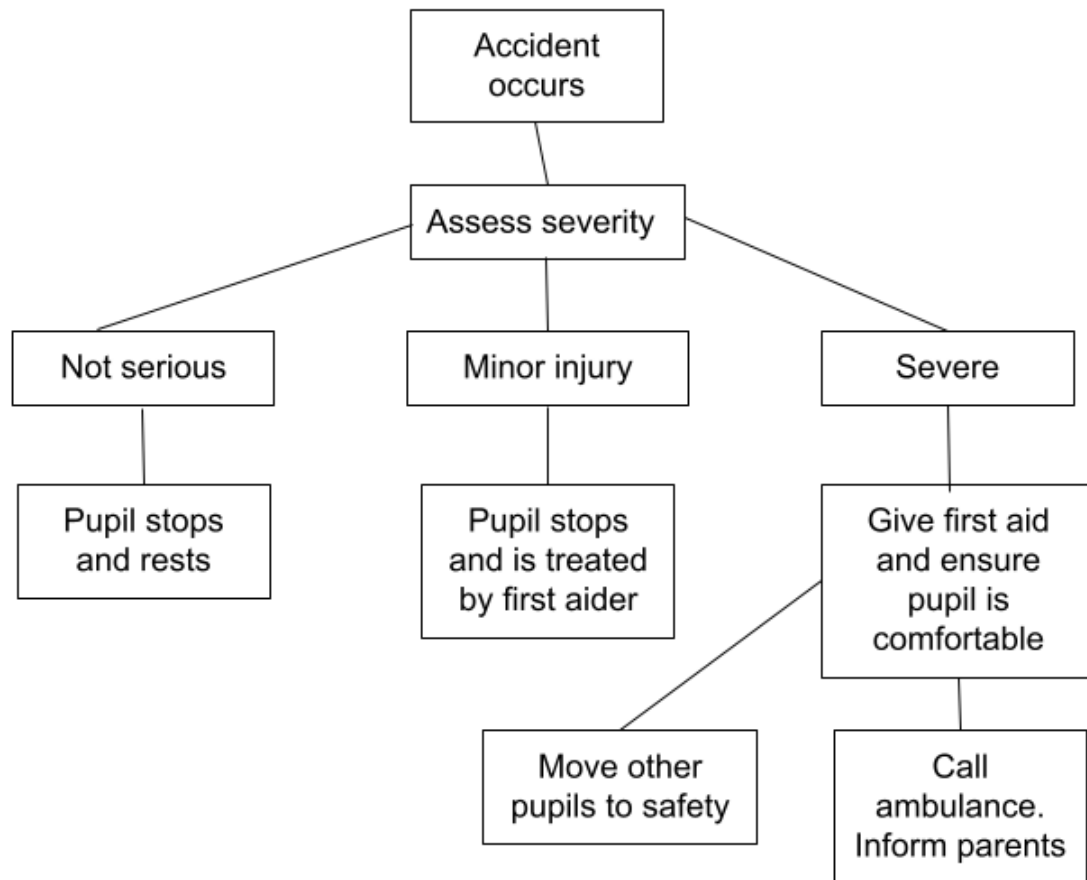 Accident
occurs
Assess severity
Not serious
Minor injury
Severe
Pupil stops
and rests
Pupil stops
and is treated
by first aider
Give first aid
and ensure
pupil is
comfortable
Move other
pupils to safety
Call
ambulance.
Inform parents